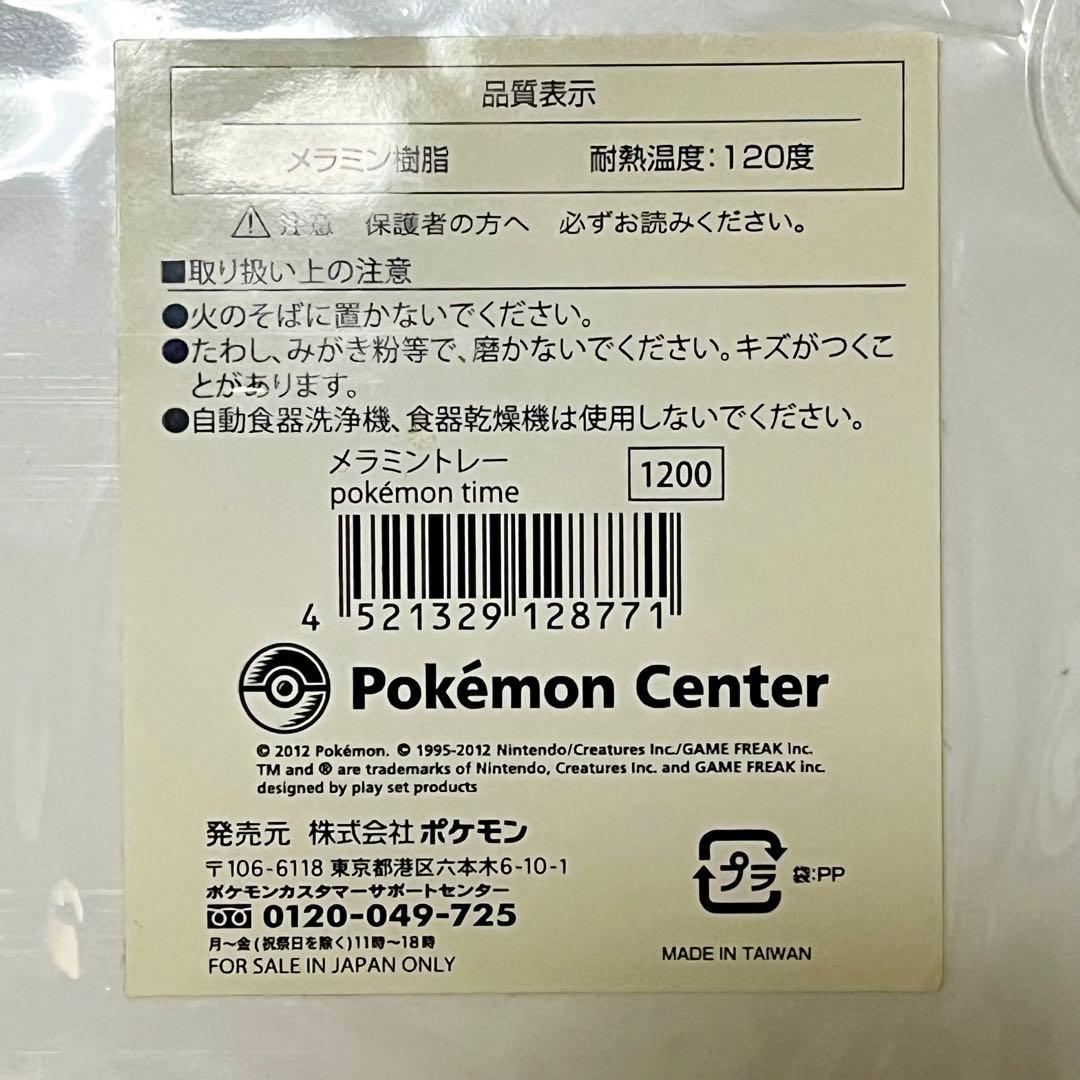 品質表示
メラミン樹脂 耐熱温度:120度
注意 保護者の方へ 必ずお読みください。
■取り扱い上の注意
●火のそばに置かないでください。
●たわし、みがき粉等で、磨かないでください。キズがつくこ
とがあります。
●自動食器洗浄機、食器乾燥機は使用しないでください。
メラミントレー
pokémon time
1200
4 521329 128771
Pokémon Center
© 2012 Pokémon. © 1995-2012 Nintendo/Creatures Inc./GAME FREAK inc.
TM and ® are trademarks of Nintendo, Creatures Inc. and GAME FREAK inc.
designed by play set products
発売元 株式会社ポケモン
〒106-6118 東京都港区六本木6-10-1
ポケモンカスタマーサポートセンター
0120-049-725
月〜金(祝祭日を除く)11時〜18時
FOR SALE IN JAPAN ONLY
プラ 袋:PP
MADE IN TAIWAN